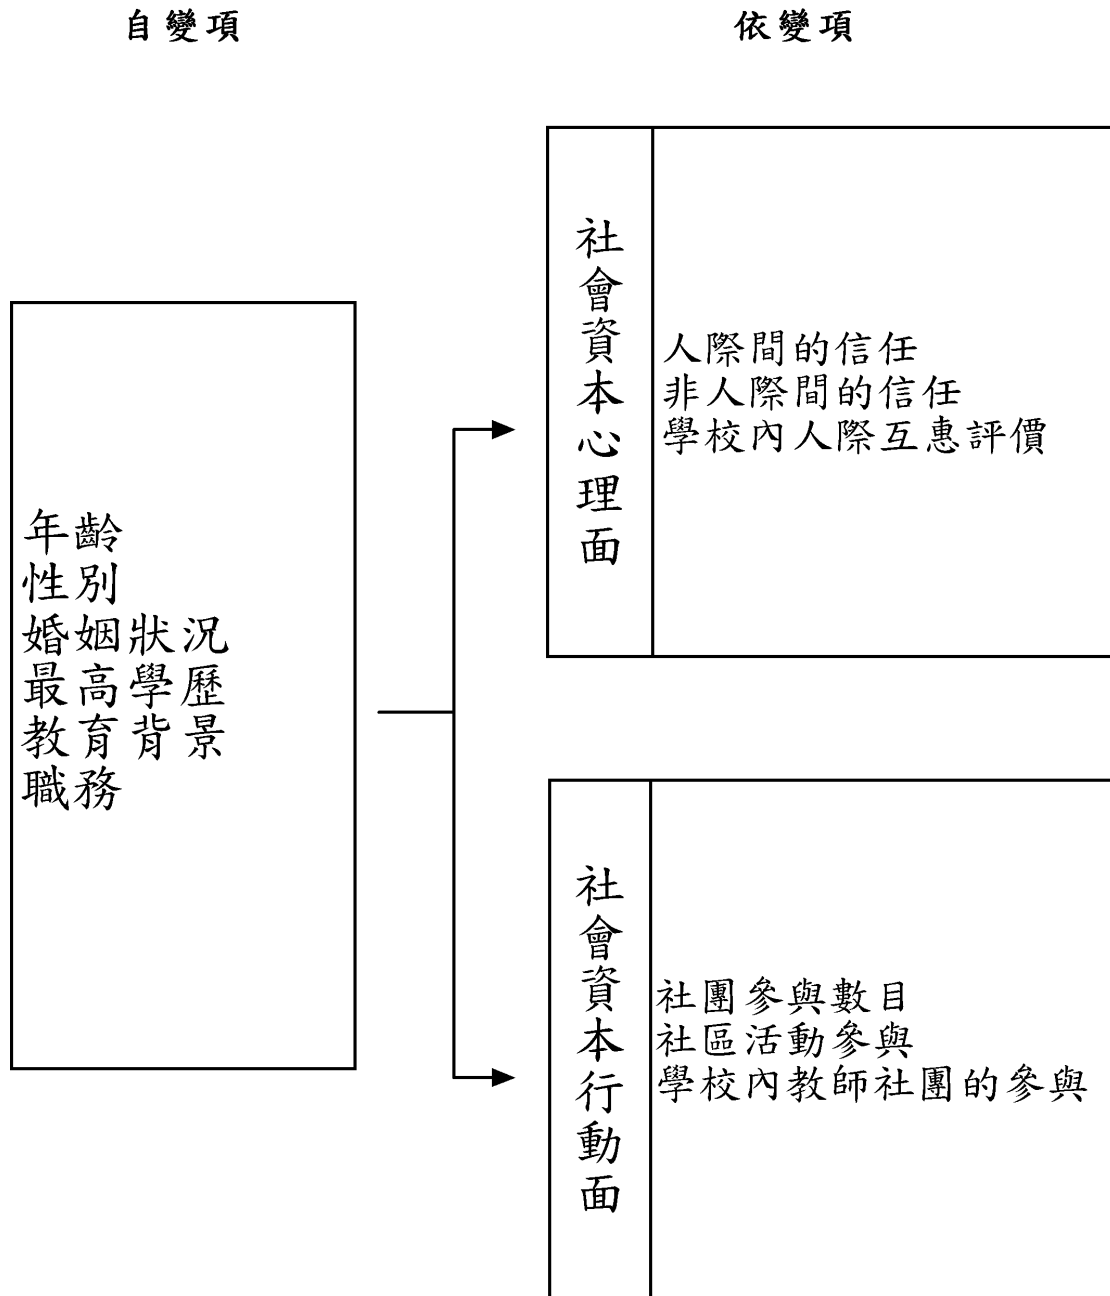 自變項
依變項
年齡
性別
婚姻狀況
最高學歷
教育背景
職務
社會資本心理面
人際間的信任
非人際間的信任
學校內人際互惠評價
社會資本行動面
社團參與數目
社區活動參與
學校內教師社團的參與